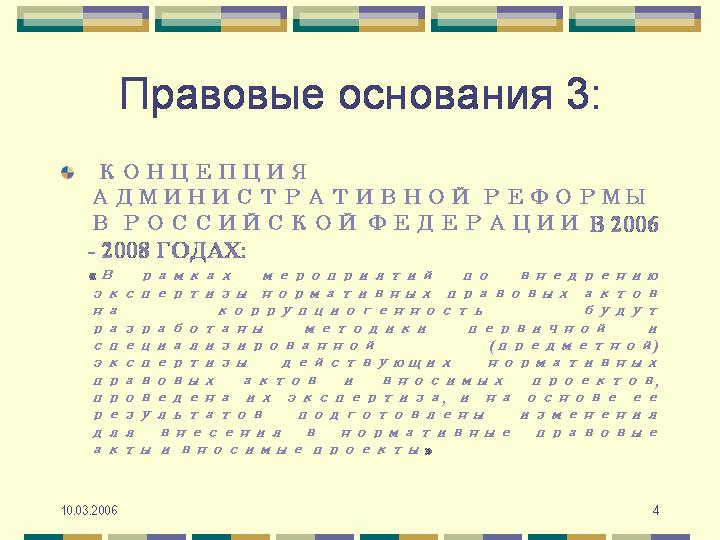 Правовые основания 3:
КОНЦЕПЦИЯ
АДМИНИСТРАТИВНОЙ РЕФОРМЫ
В РОССИЙСКОЙ ФЕДЕРАЦИИ В 2006
- 2008 ГОДАХ:
«В рамках мероприятий по внедрению
экспертизы нормативных правовых актов
на коррупциогенность будут
разработаны методики первичной и
специализированной (предметной)
экспертизы действующих нормативных
правовых актов и вносимых проектов,
проведена их экспертиза, и на основе ее
результатов подготовлены изменения
для внесения в нормативные правовые
акты и вносимые проекты»
10.03.2006
4